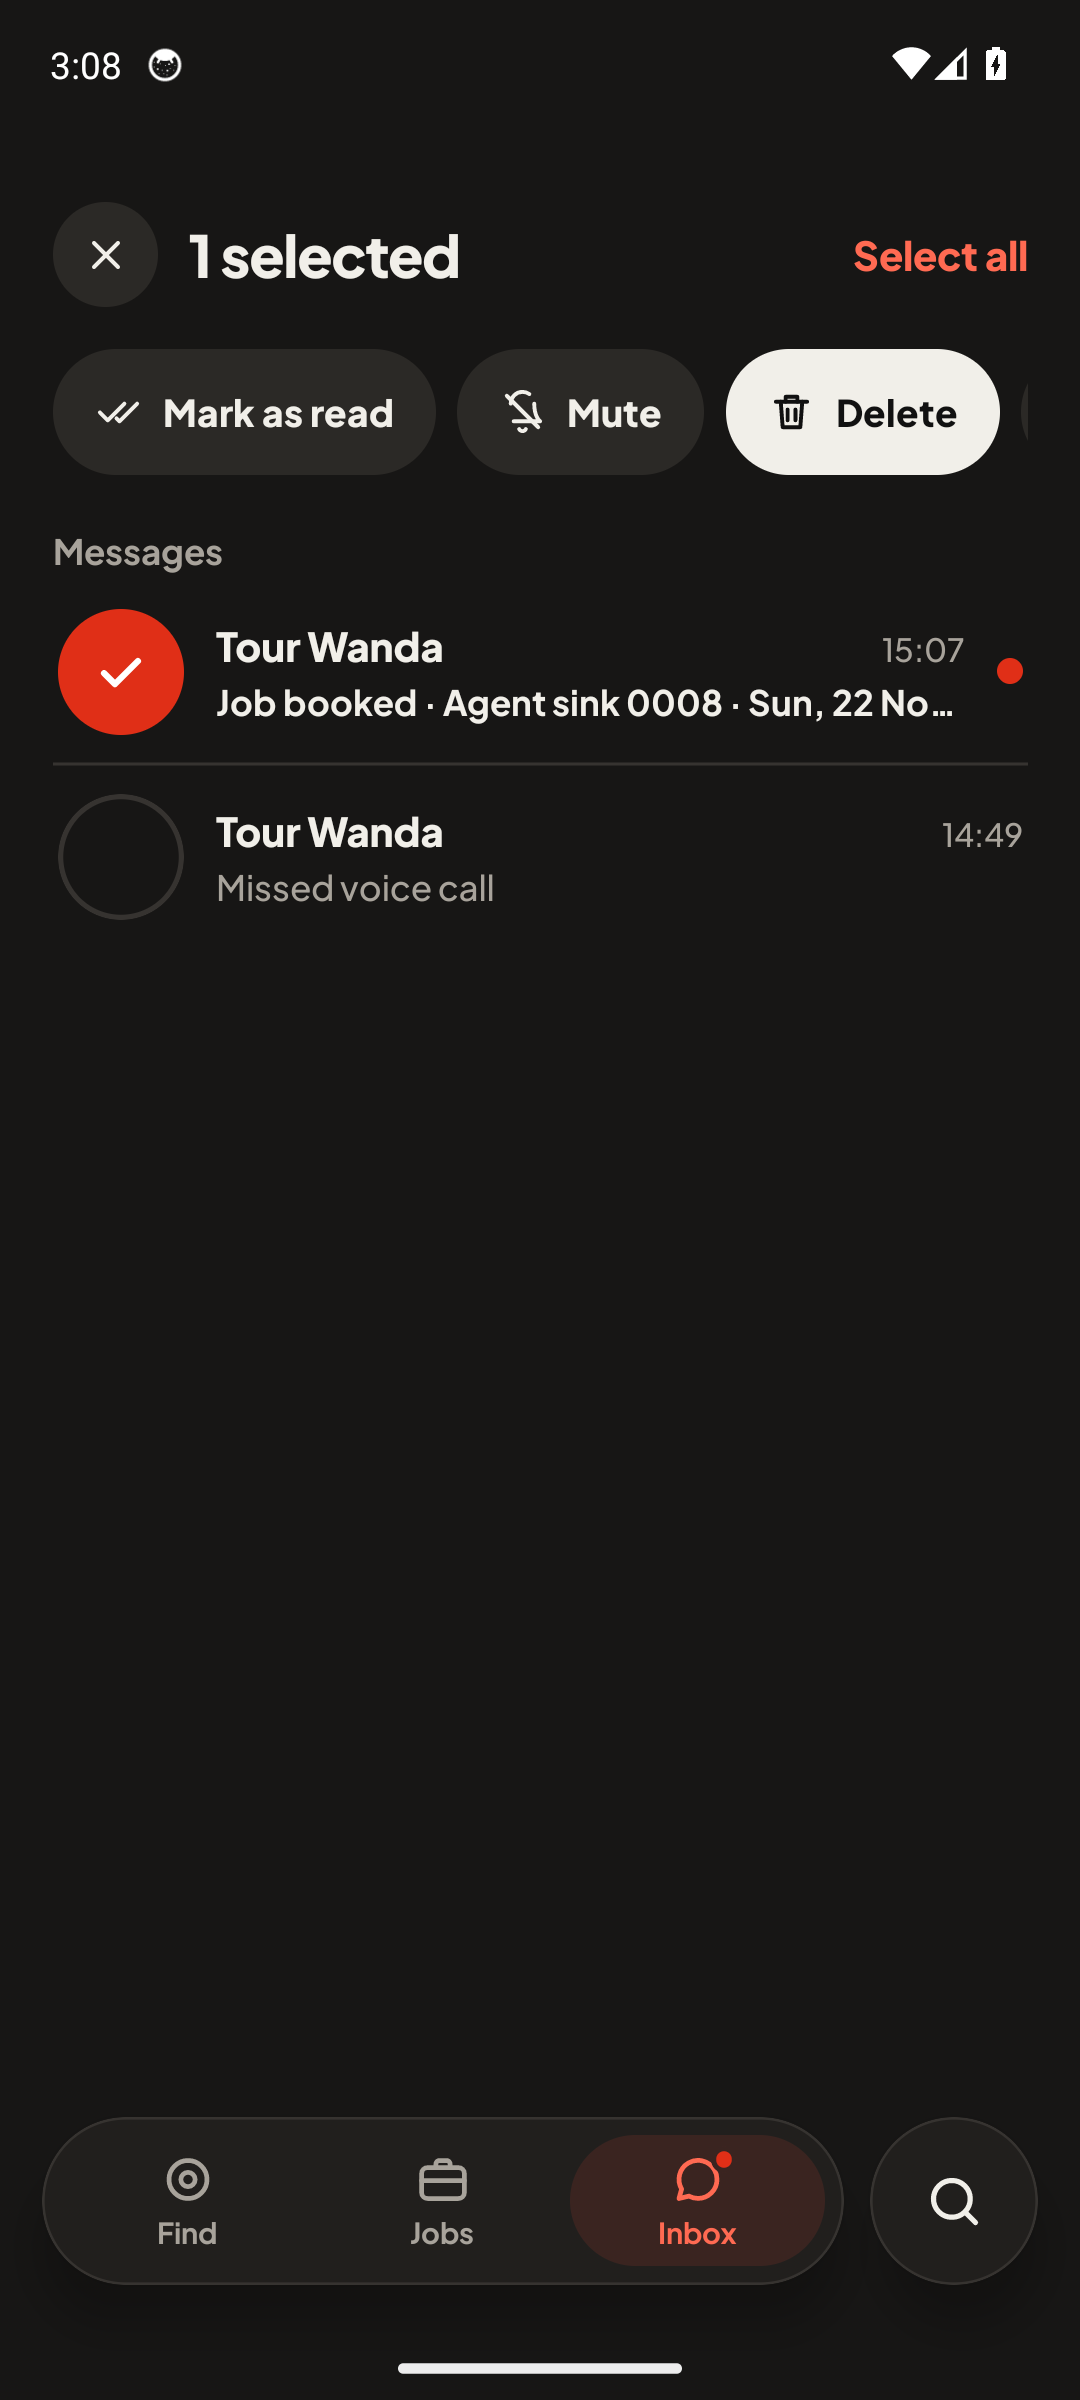 3:08
1 selected
Select all
Mark as read
Mute
Delete
Messages
Tour Wanda
15:07
Job booked · Agent sink 0008 · Sun, 22 No…
Tour Wanda
14:49
Missed voice call
Find
Jobs
Inbox